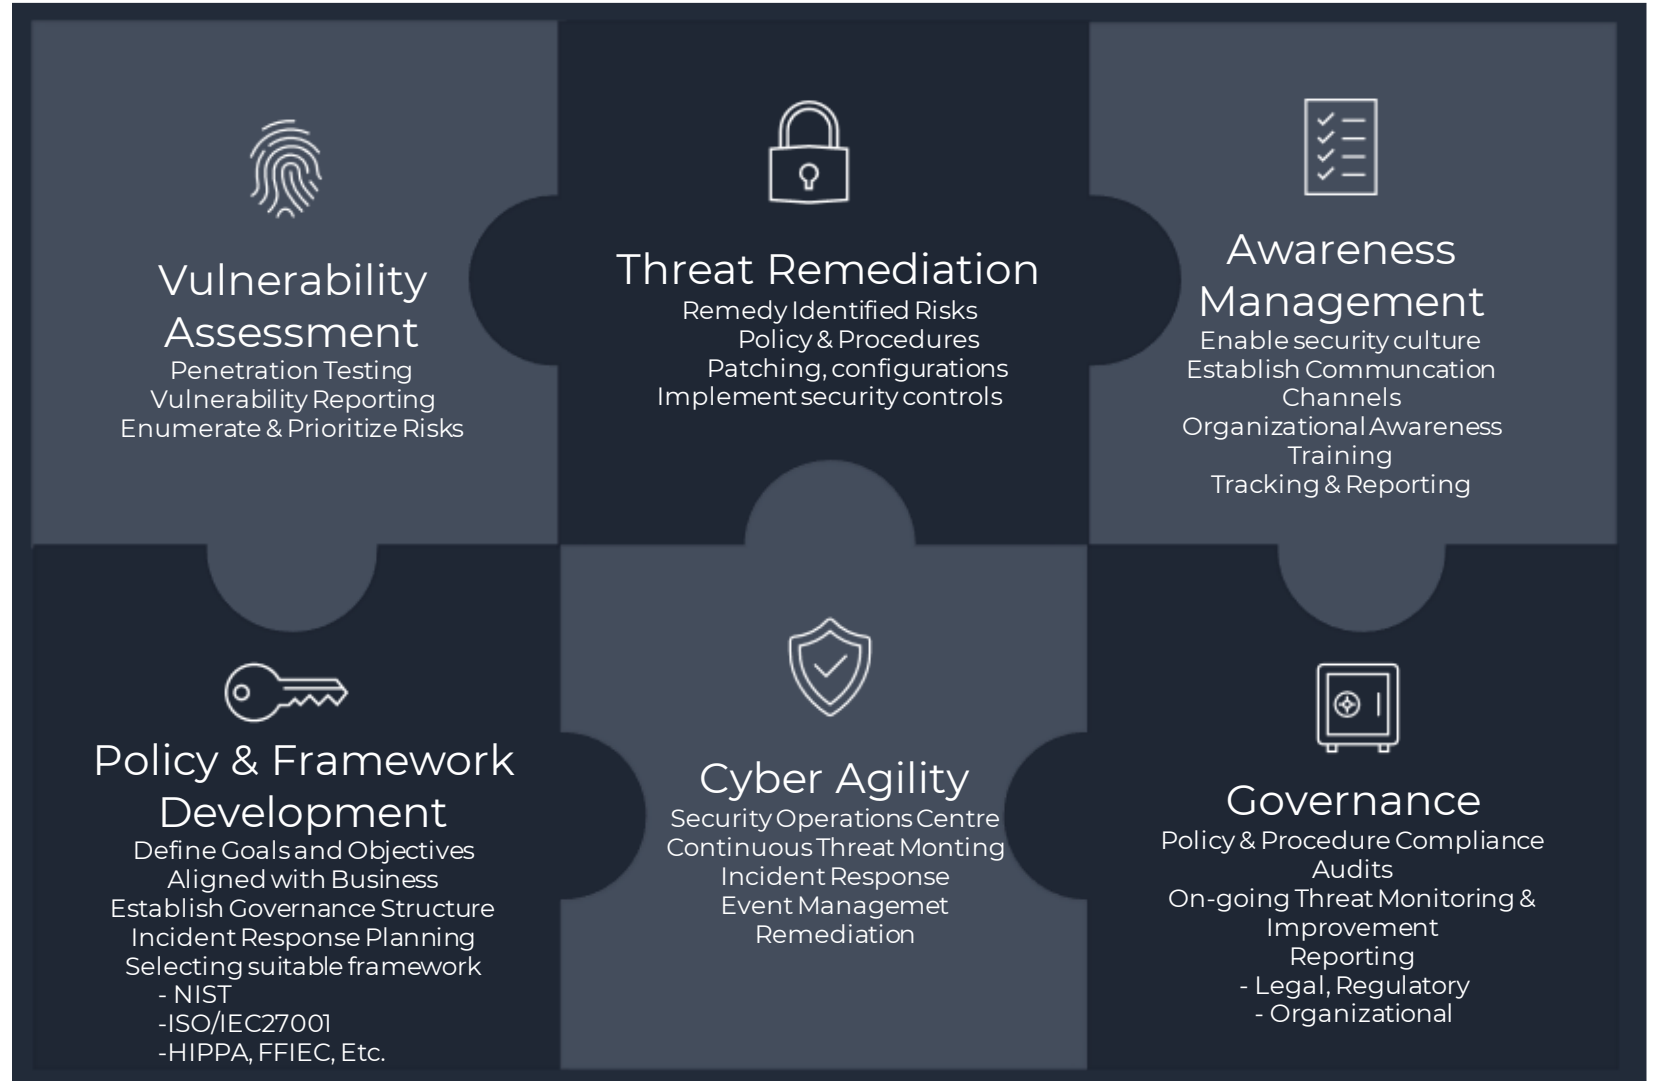 Vulnerability
Assessment
Penetration Testing
Vulnerability Reporting
Enumerate & Prioritize Risks
Threat Remediation
Remedy Identified Risks
Policy & Procedures
Patching, configurations
Implement security controls
Awareness
Management
Enable security culture
Establish Communcation
Channels
Organizational Awareness
Training
Tracking & Reporting
Policy & Framework
Development
Define Goals and Objectives
Aligned with Business
Establish Governance Structure
Incident Response Planning
Selecting suitable framework
- NIST
-ISO/IEC27001
-HIPPA, FFIEC, Etc.
Cyber Agility
Security Operations Centre
Continuous Threat Monting
Incident Response
Event Managemet
Remediation
Governance
Policy & Procedure Compliance
Audits
On-going Threat Monitoring &
Improvement
Reporting
- Legal, Regulatory
- Organizational